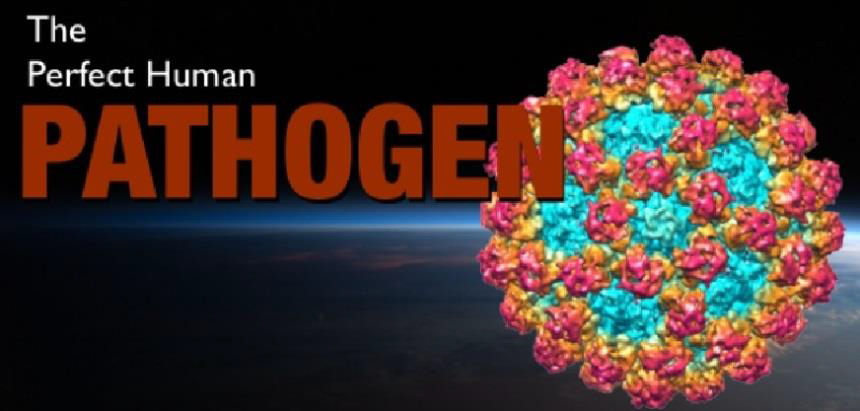 The
Perfect Human
PATHOGEN